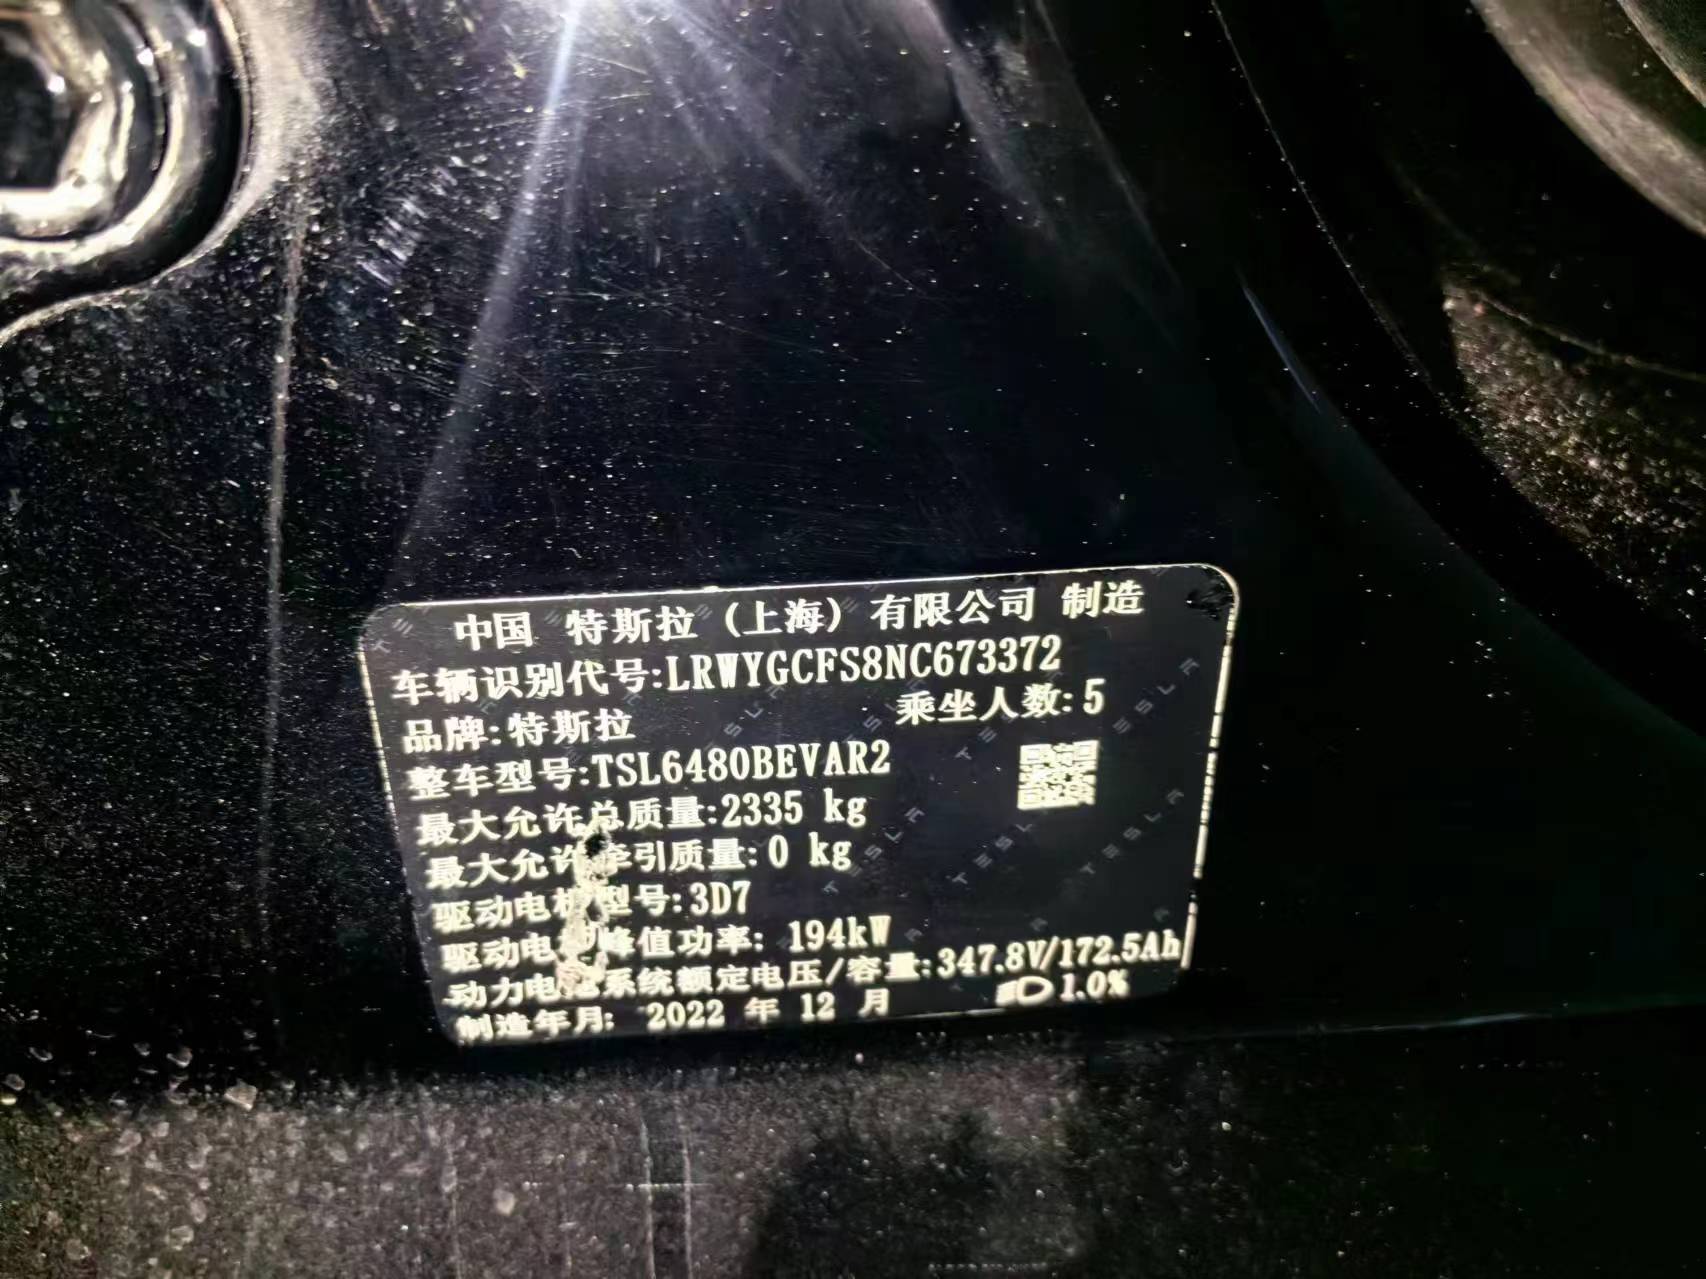 中国 特斯拉 (上海) 有限公司 制造
车辆识别代号:LRWYGCFS8NC673372
品牌:特斯拉 乘坐人数:5
整车型号:TSL6480BEVAR2
最大允许总质量:2335 kg
最大允许牵引质量:0 kg
驱动电机型号:3D7
驱动电机峰值功率: 194kW
动力电池系统额定电压/容量:347.8V/172.5Ah
制造年月: 2022 年 12 月 1.0%
TESLA